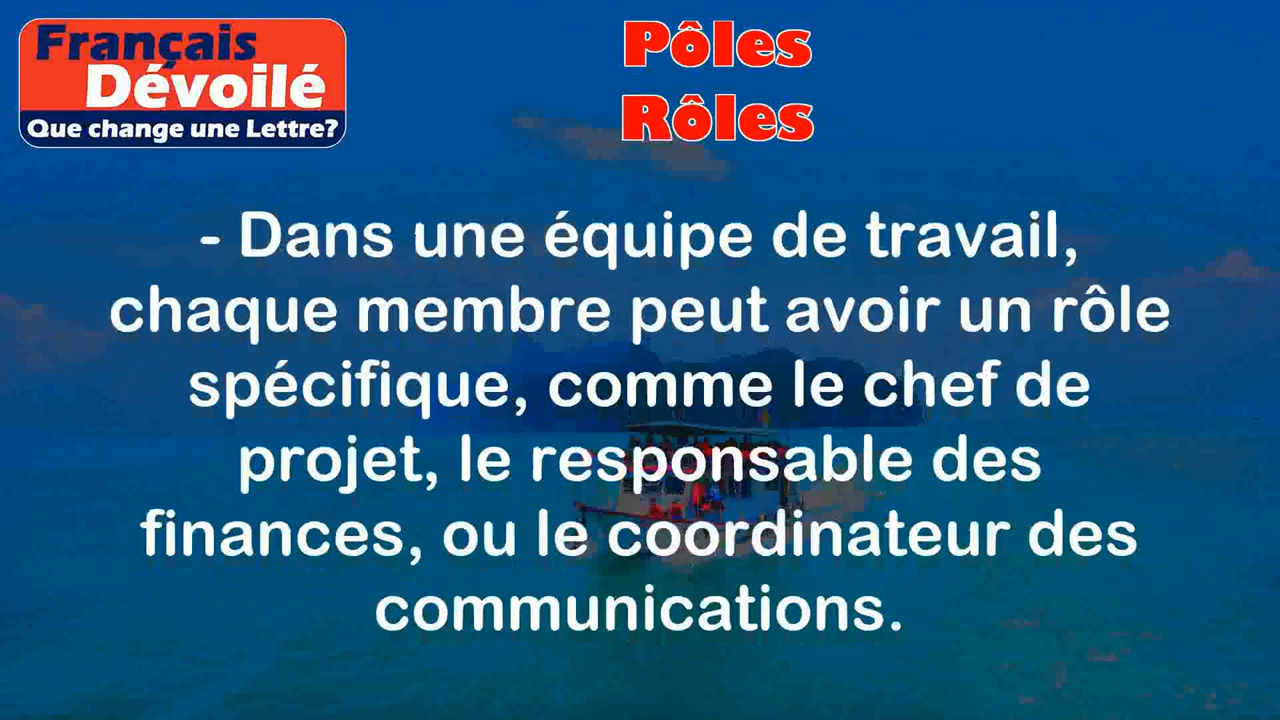 Français
Dévoilé
Que change une Lettre?
Pôles
Rôles
- Dans une équipe de travail,
chaque membre peut avoir un rôle
spécifique, comme le chef de
projet, le responsable des
finances, ou le coordinateur des
communications.